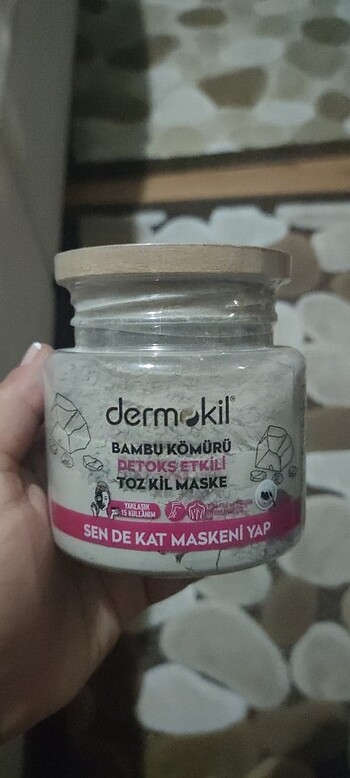 dermokil®
BAMBU KÖMÜRÜ
DETOKS ETKİLİ
TOZ KİL MASKE
YAKLAŞIK
15 KULLANIM
SEN DE KAT MASKENİ YAP